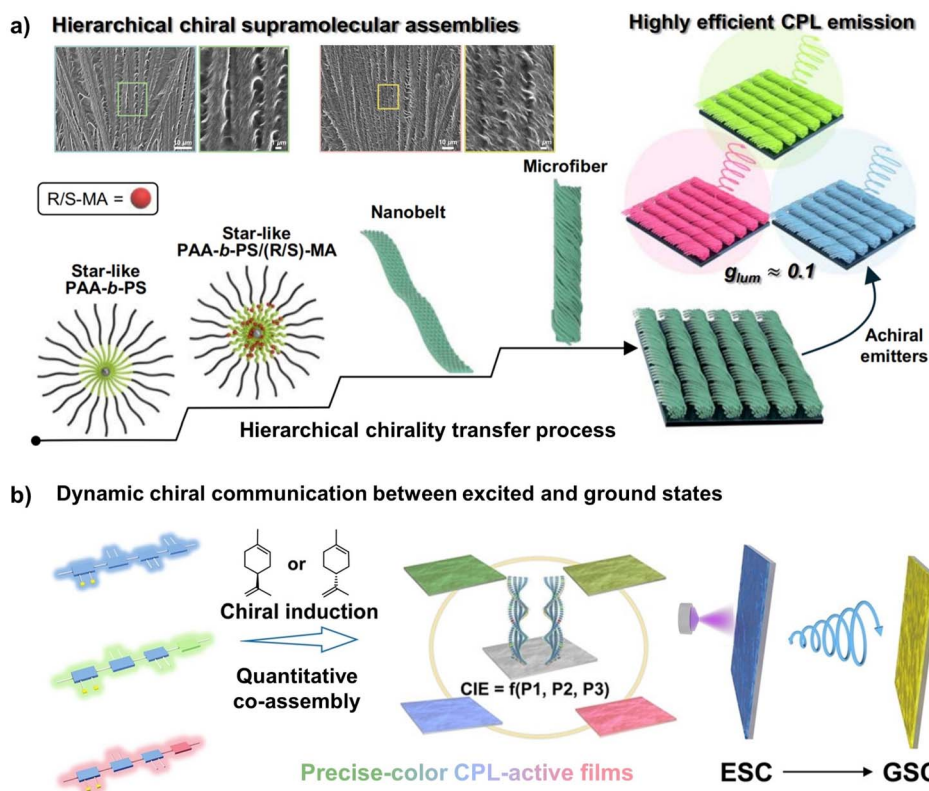 a) Hierarchical chiral supramolecular assemblies
Highly efficient CPL emission
10 μm
1 μm
10 μm
1 μm
R/S-MA =
Star-like
PAA-b-PS
Star-like
PAA-b-PS/(R/S)-MA
Nanobelt
Microfiber
glum ≈ 0.1
Achiral
emitters
Hierarchical chirality transfer process
b) Dynamic chiral communication between excited and ground states
or
Chiral induction
Quantitative
co-assembly
CIE = f(P1, P2, P3)
Precise-color CPL-active films
ESC
GSC